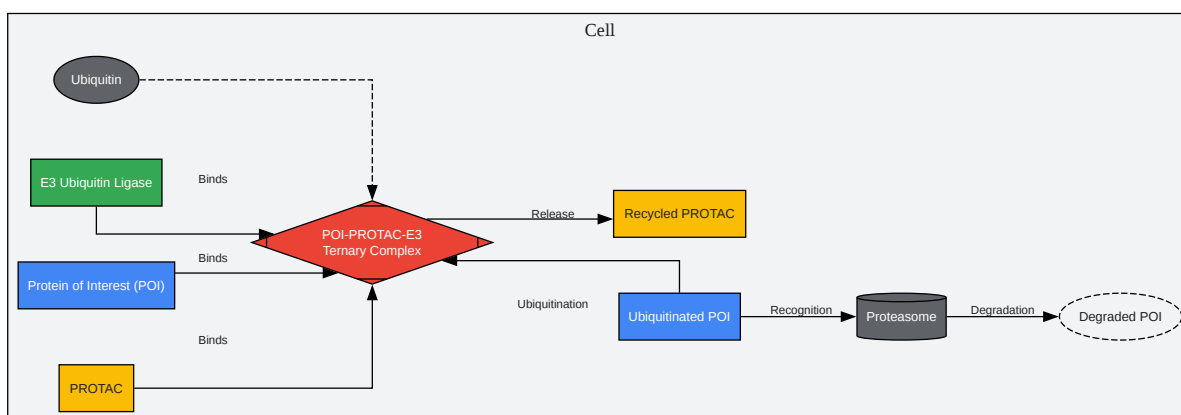 Cell
Ubiquitin
E3 Ubiquitin Ligase
Binds
POI-PROTAC-E3
Ternary Complex
Release
Recycled PROTAC
Protein of Interest (POI)
Binds
Ubiquitination
Ubiquitinated POI
Recognition
Proteasome
Degradation
Degraded POI
Binds
PROTAC